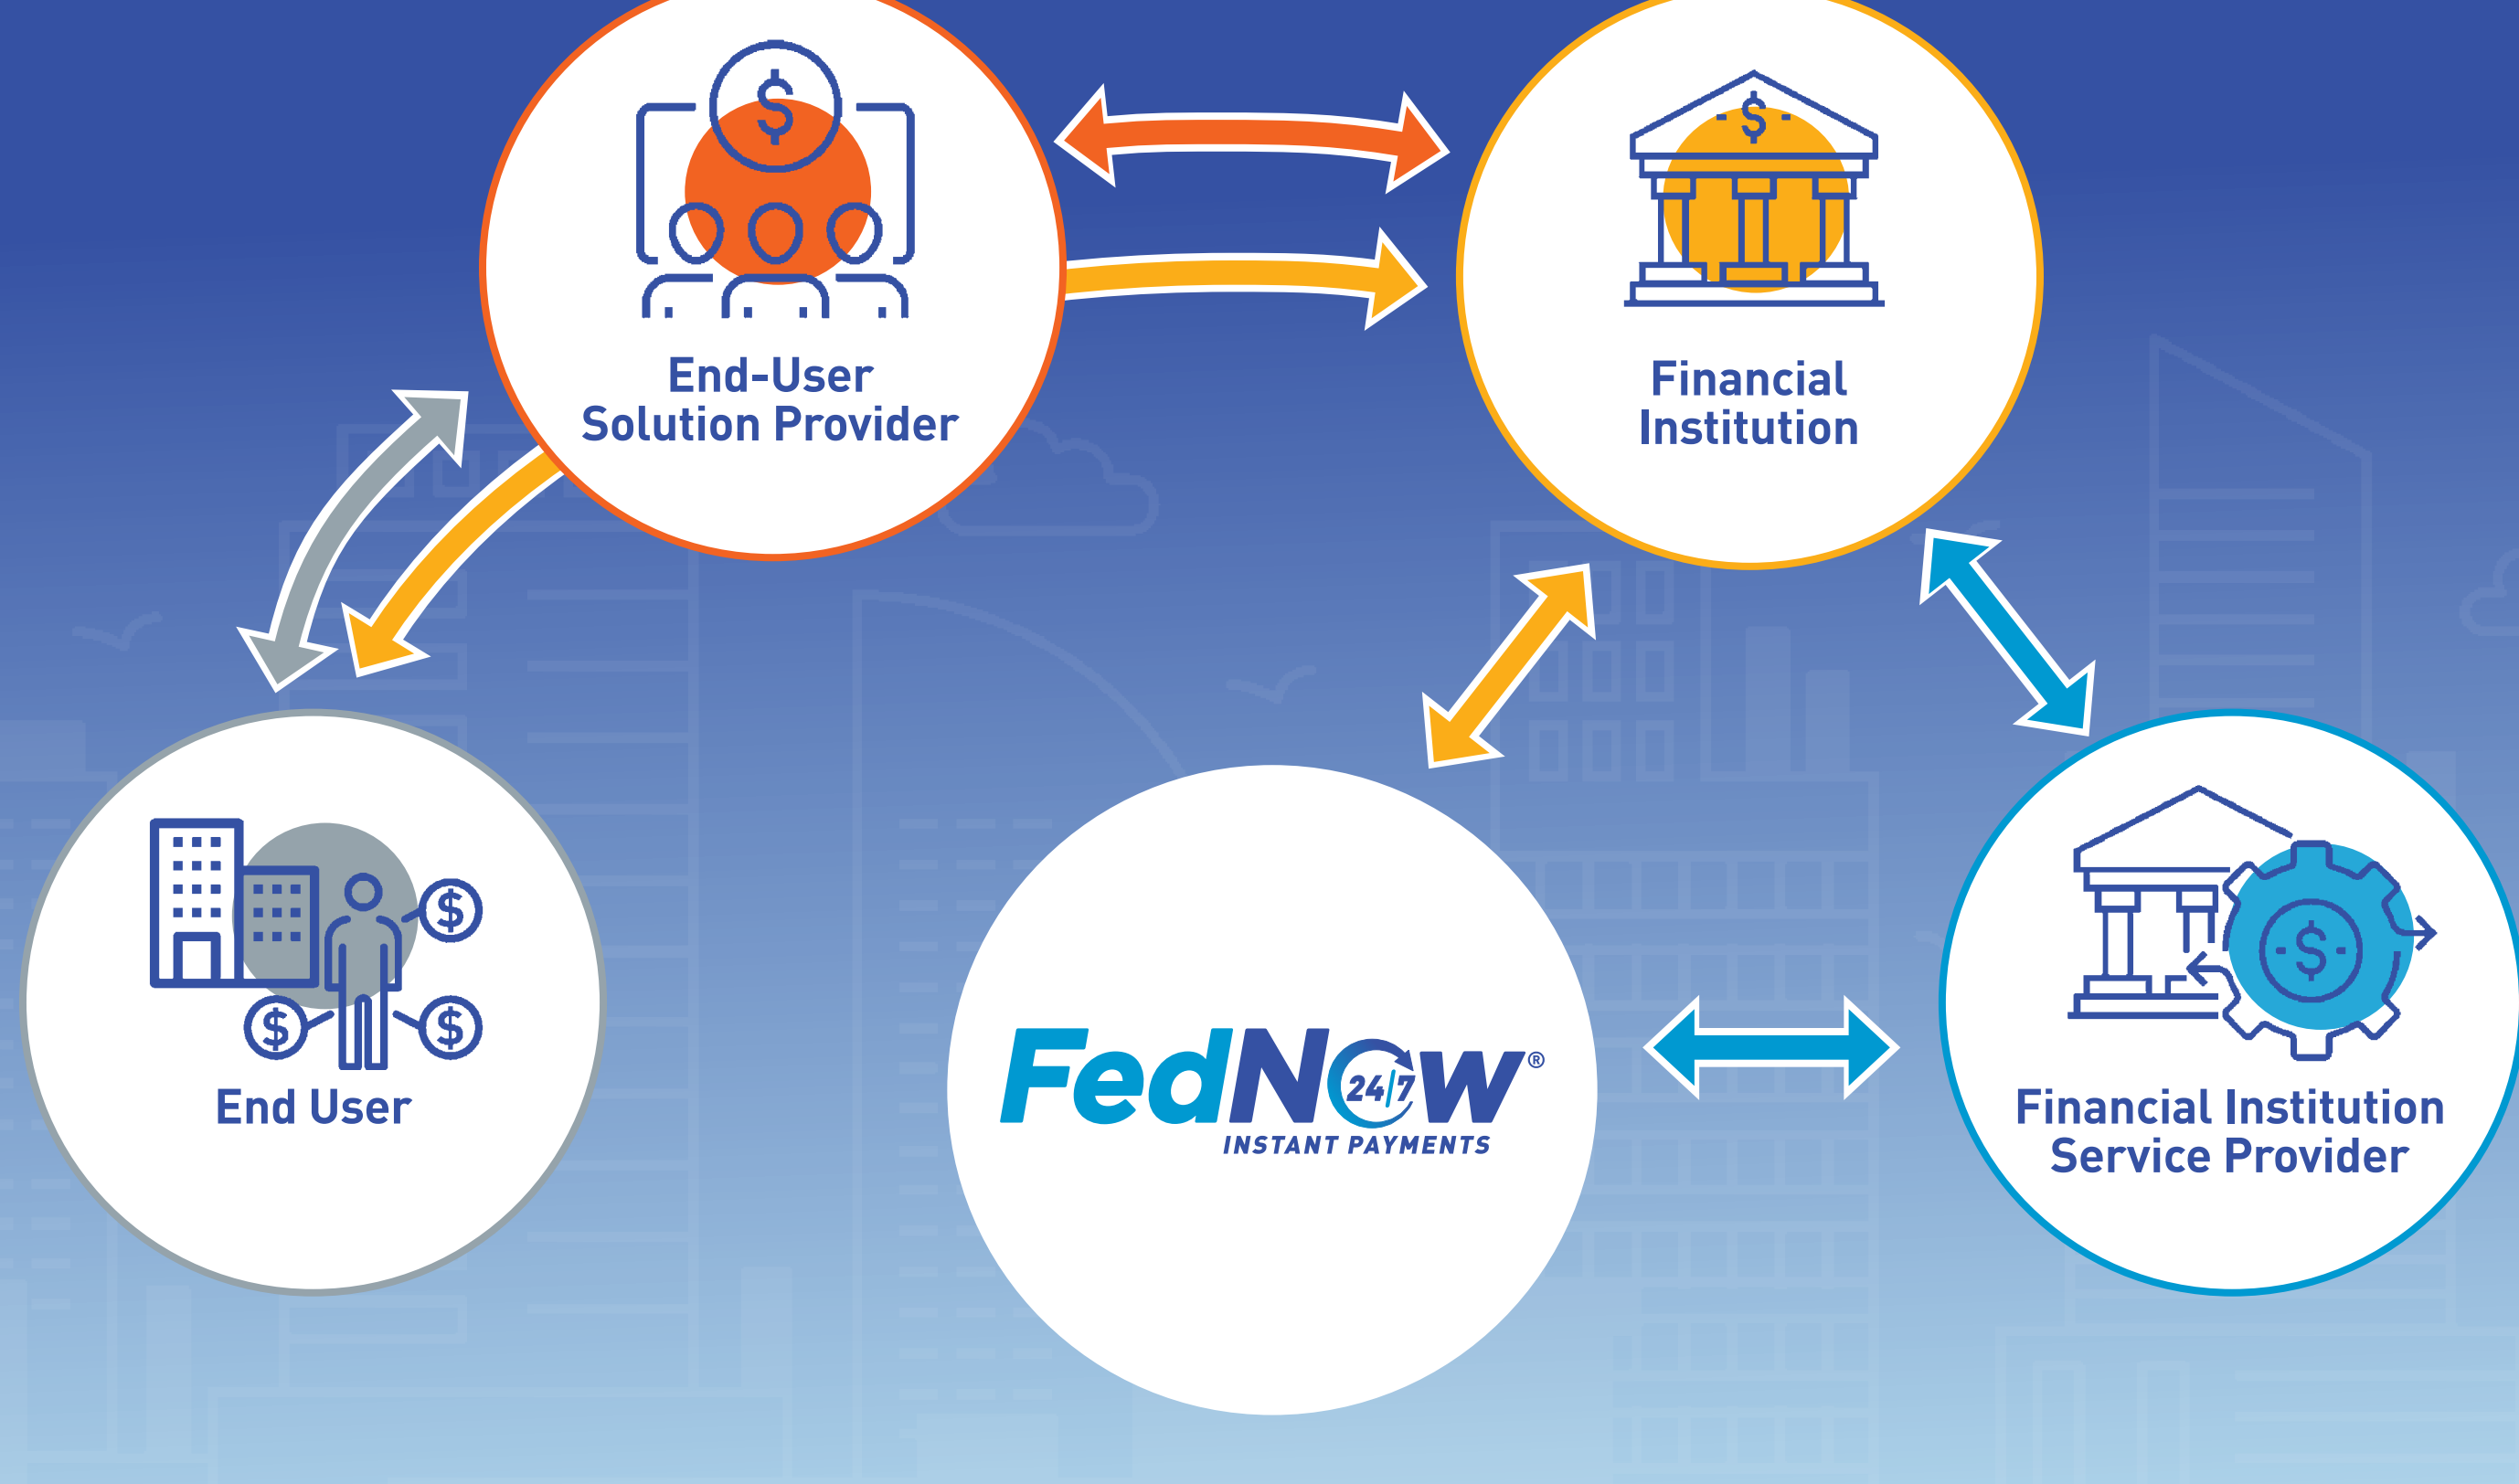 End-User
Solution Provider
Financial
Institution
End User
FedNow®
24/7
INSTANT PAYMENTS
Financial Institution
Service Provider